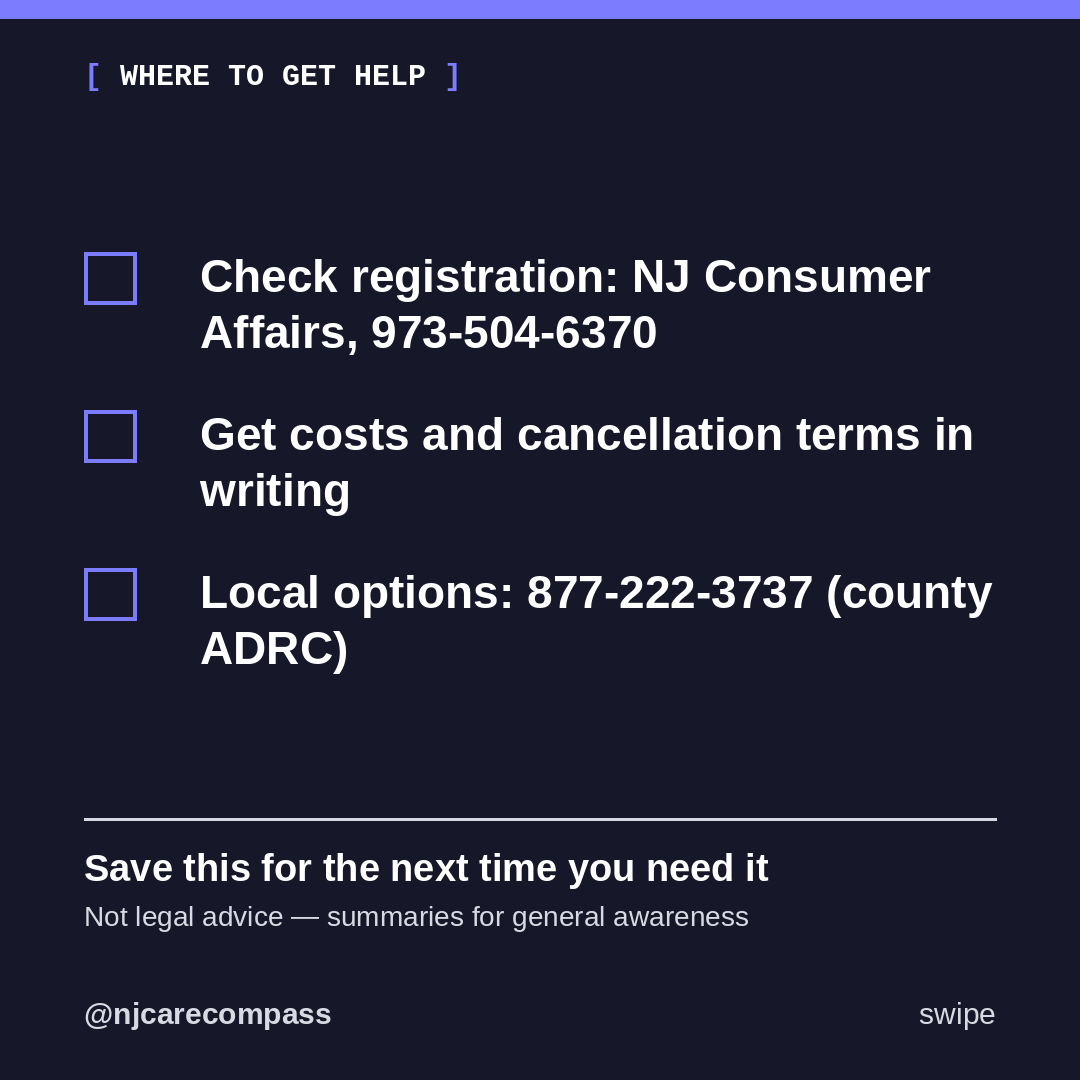 [ WHERE TO GET HELP ]
Check registration: NJ Consumer
Affairs, 973-504-6370
Get costs and cancellation terms in
writing
Local options: 877-222-3737 (county
ADRC)
Save this for the next time you need it
Not legal advice — summaries for general awareness
@njcarecompass
swipe